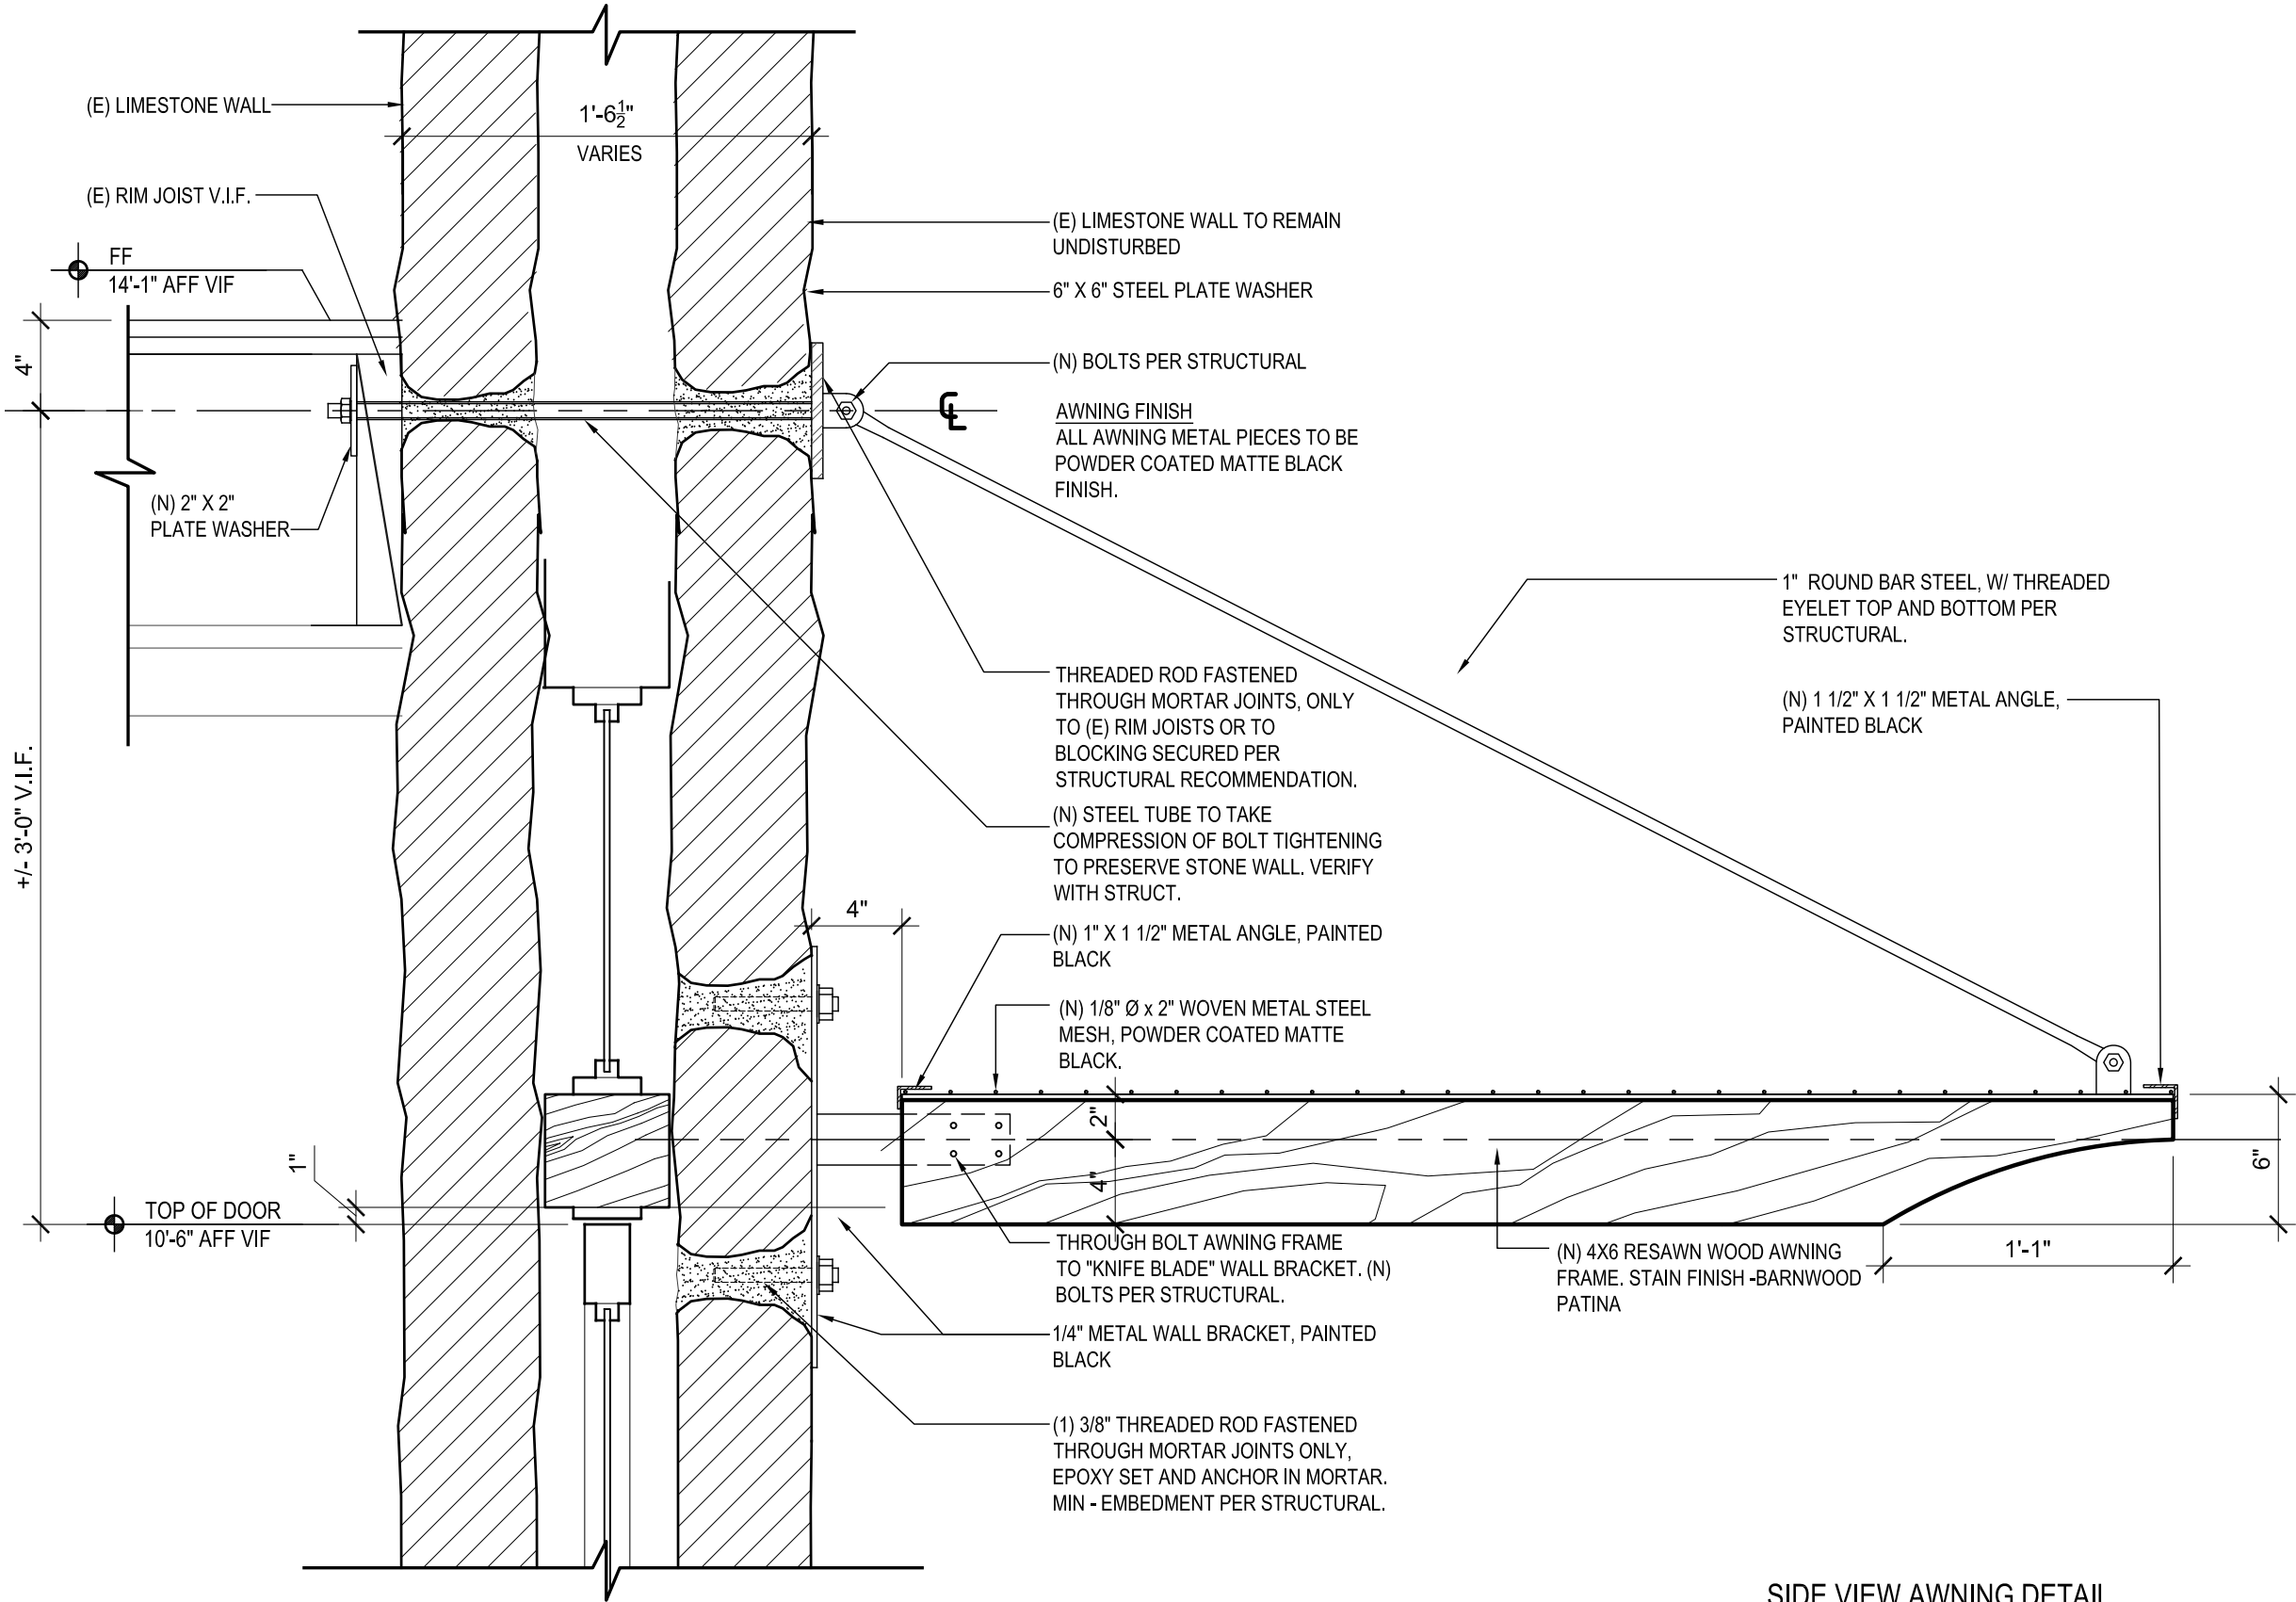 (E) LIMESTONE WALL
1'-6½"
VARIES
(E) RIM JOIST V.I.F.
FF
14'-1" AFF VIF
4"
(N) 2" X 2"
PLATE WASHER
+/- 3'-0" V.I.F.
1"
TOP OF DOOR
10'-6" AFF VIF
(E) LIMESTONE WALL TO REMAIN
UNDISTURBED
6" X 6" STEEL PLATE WASHER
(N) BOLTS PER STRUCTURAL
℄
AWNING FINISH
ALL AWNING METAL PIECES TO BE
POWDER COATED MATTE BLACK
FINISH.
THREADED ROD FASTENED
THROUGH MORTAR JOINTS, ONLY
TO (E) RIM JOISTS OR TO
BLOCKING SECURED PER
STRUCTURAL RECOMMENDATION.
(N) STEEL TUBE TO TAKE
COMPRESSION OF BOLT TIGHTENING
TO PRESERVE STONE WALL. VERIFY
WITH STRUCT.
4"
(N) 1" X 1 1/2" METAL ANGLE, PAINTED
BLACK
(N) 1/8" Ø x 2" WOVEN METAL STEEL
MESH, POWDER COATED MATTE
BLACK.
2"
4"
THROUGH BOLT AWNING FRAME
TO "KNIFE BLADE" WALL BRACKET. (N)
BOLTS PER STRUCTURAL.
1/4" METAL WALL BRACKET, PAINTED
BLACK
(1) 3/8" THREADED ROD FASTENED
THROUGH MORTAR JOINTS ONLY,
EPOXY SET AND ANCHOR IN MORTAR.
MIN - EMBEDMENT PER STRUCTURAL.
1" ROUND BAR STEEL, W/ THREADED
EYELET TOP AND BOTTOM PER
STRUCTURAL.
(N) 1 1/2" X 1 1/2" METAL ANGLE,
PAINTED BLACK
6"
1'-1"
(N) 4X6 RESAWN WOOD AWNING
FRAME. STAIN FINISH -BARNWOOD
PATINA
SIDE VIEW AWNING DETAIL